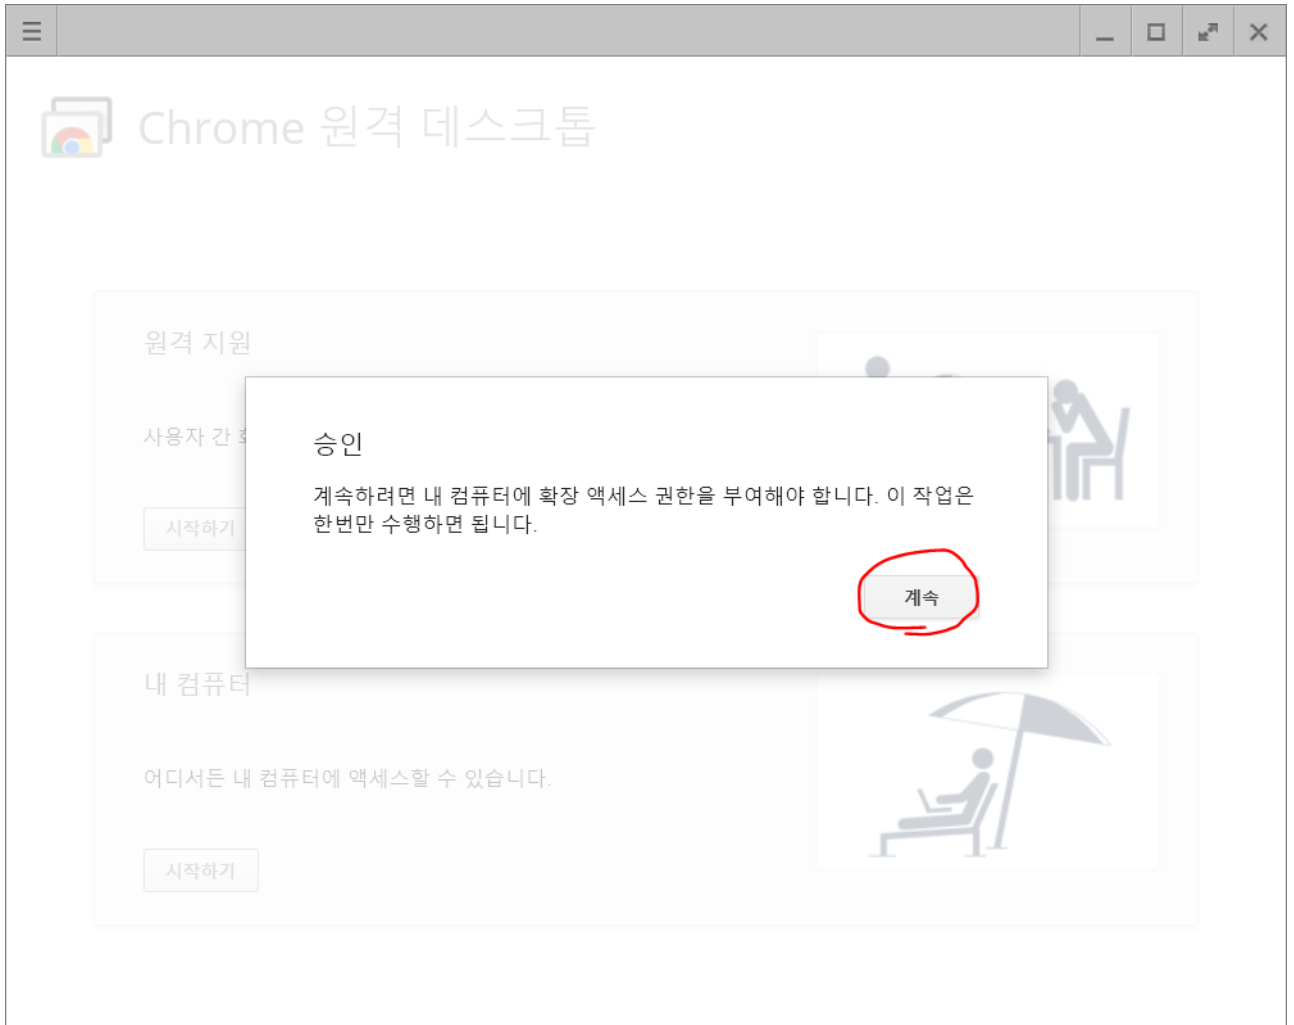 Chrome 원격 데스크톱
원격 지원
사용자 간
시작하기
승인
계속하려면 내 컴퓨터에 확장 액세스 권한을 부여해야 합니다. 이 작업은
한번만 수행하면 됩니다.
계속
내 컴퓨터
어디서든 내 컴퓨터에 액세스할 수 있습니다.
시작하기